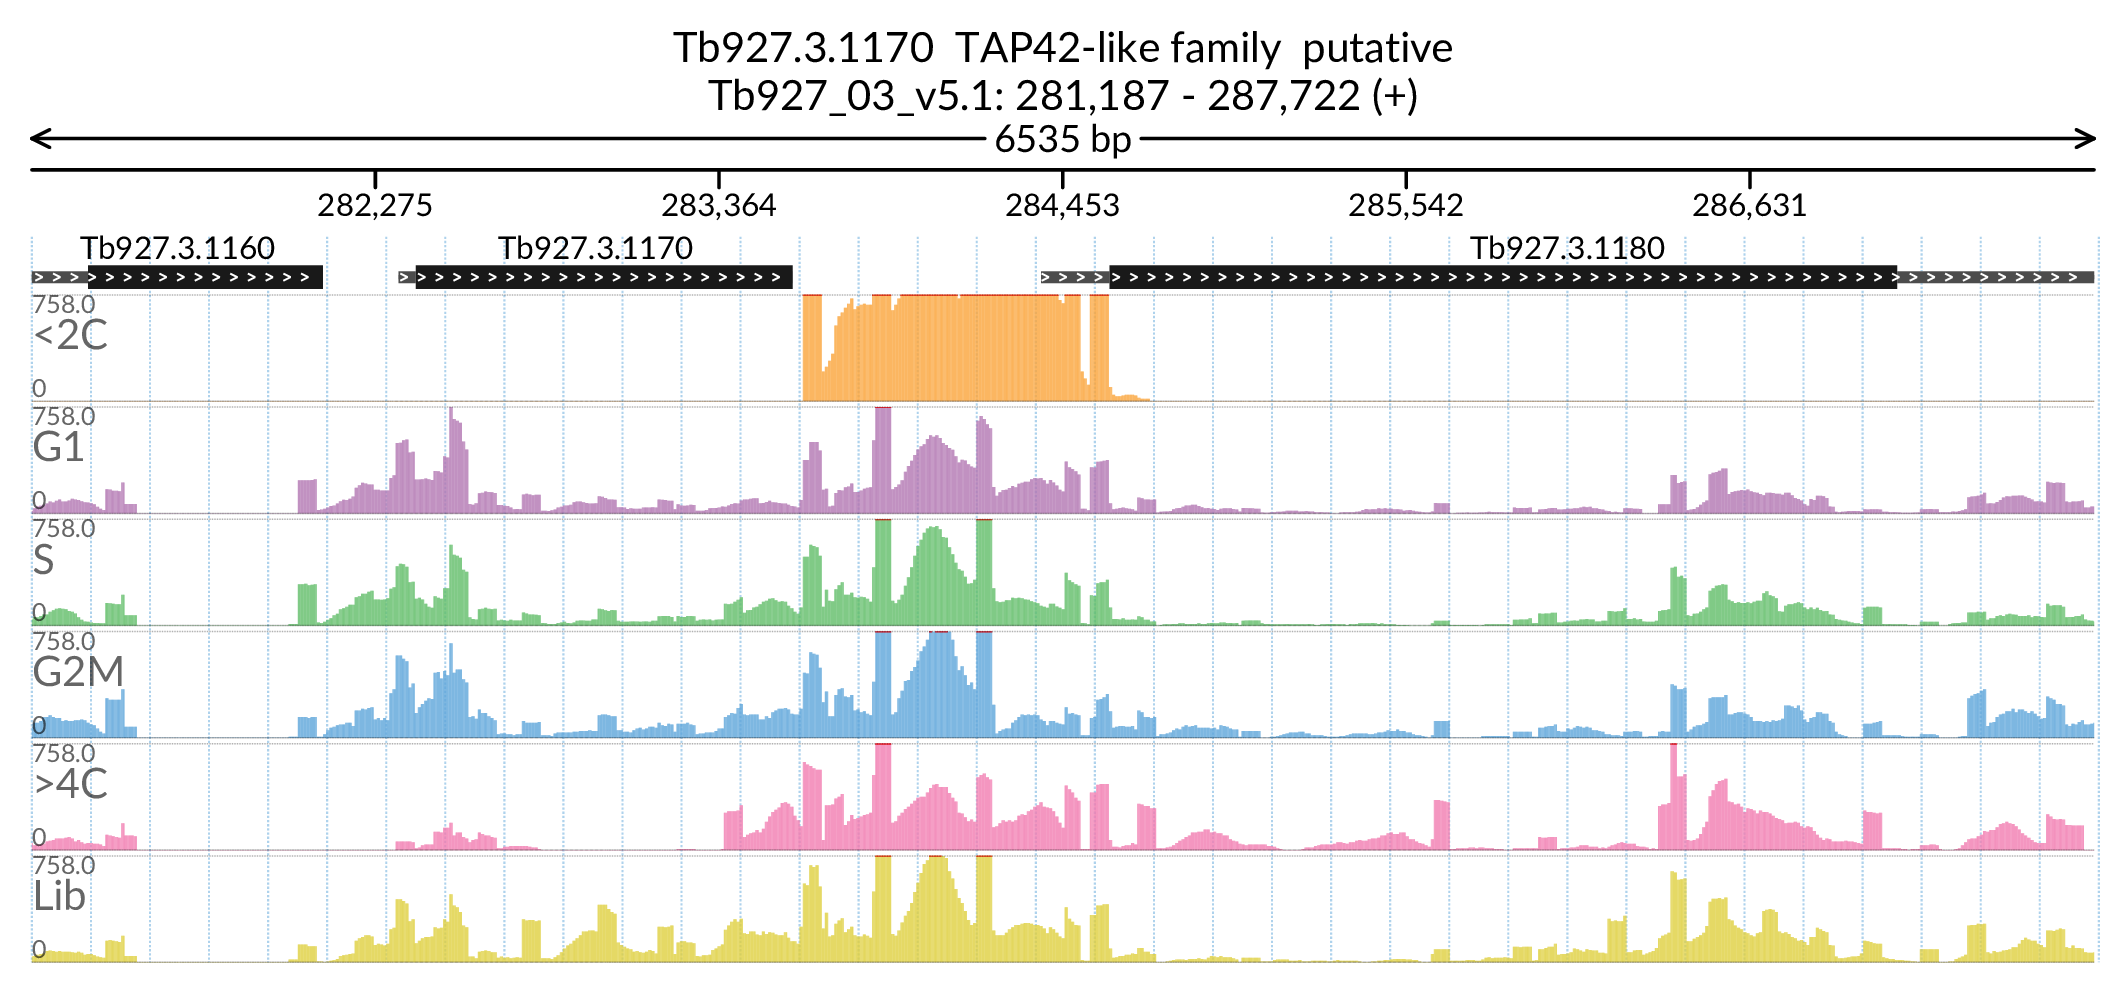 Tb927.3.1170  TAP42-like family  putative
Tb927_03_v5.1: 281,187 - 287,722 (+)
6535 bp
282,275 283,364 284,453 285,542 286,631
Tb927.3.1160 Tb927.3.1170 Tb927.3.1180
758.0
<2C
0
758.0
G1
0
758.0
S
0
758.0
G2M
0
758.0
>4C
0
758.0
Lib
0